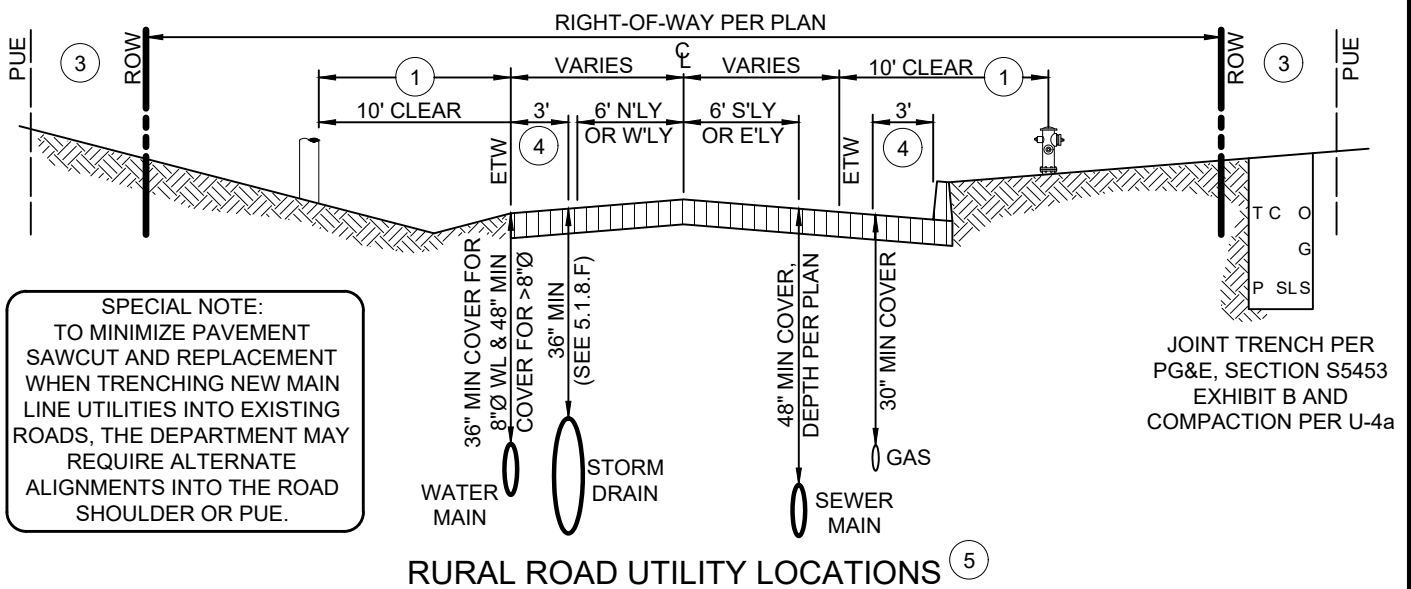 RIGHT-OF-WAY PER PLAN
PUE
3
ROW
1
VARIES
℄
VARIES
10' CLEAR
1
ROW
3
PUE
10' CLEAR
ETW
3'
4
6' N'LY
OR W'LY
6' S'LY
OR E'LY
ETW
3'
4
T C O
G
P SLS
36" MIN COVER FOR
8"Ø WL & 48" MIN
COVER FOR >8"Ø
36" MIN
(SEE 5.1.8.F)
48" MIN COVER,
DEPTH PER PLAN
30" MIN COVER
SPECIAL NOTE:
TO MINIMIZE PAVEMENT
SAWCUT AND REPLACEMENT
WHEN TRENCHING NEW MAIN
LINE UTILITIES INTO EXISTING
ROADS, THE DEPARTMENT MAY
REQUIRE ALTERNATE
ALIGNMENTS INTO THE ROAD
SHOULDER OR PUE.
WATER
MAIN
STORM
DRAIN
SEWER
MAIN
GAS
JOINT TRENCH PER
PG&E, SECTION S5453
EXHIBIT B AND
COMPACTION PER U-4a
RURAL ROAD UTILITY LOCATIONS 5